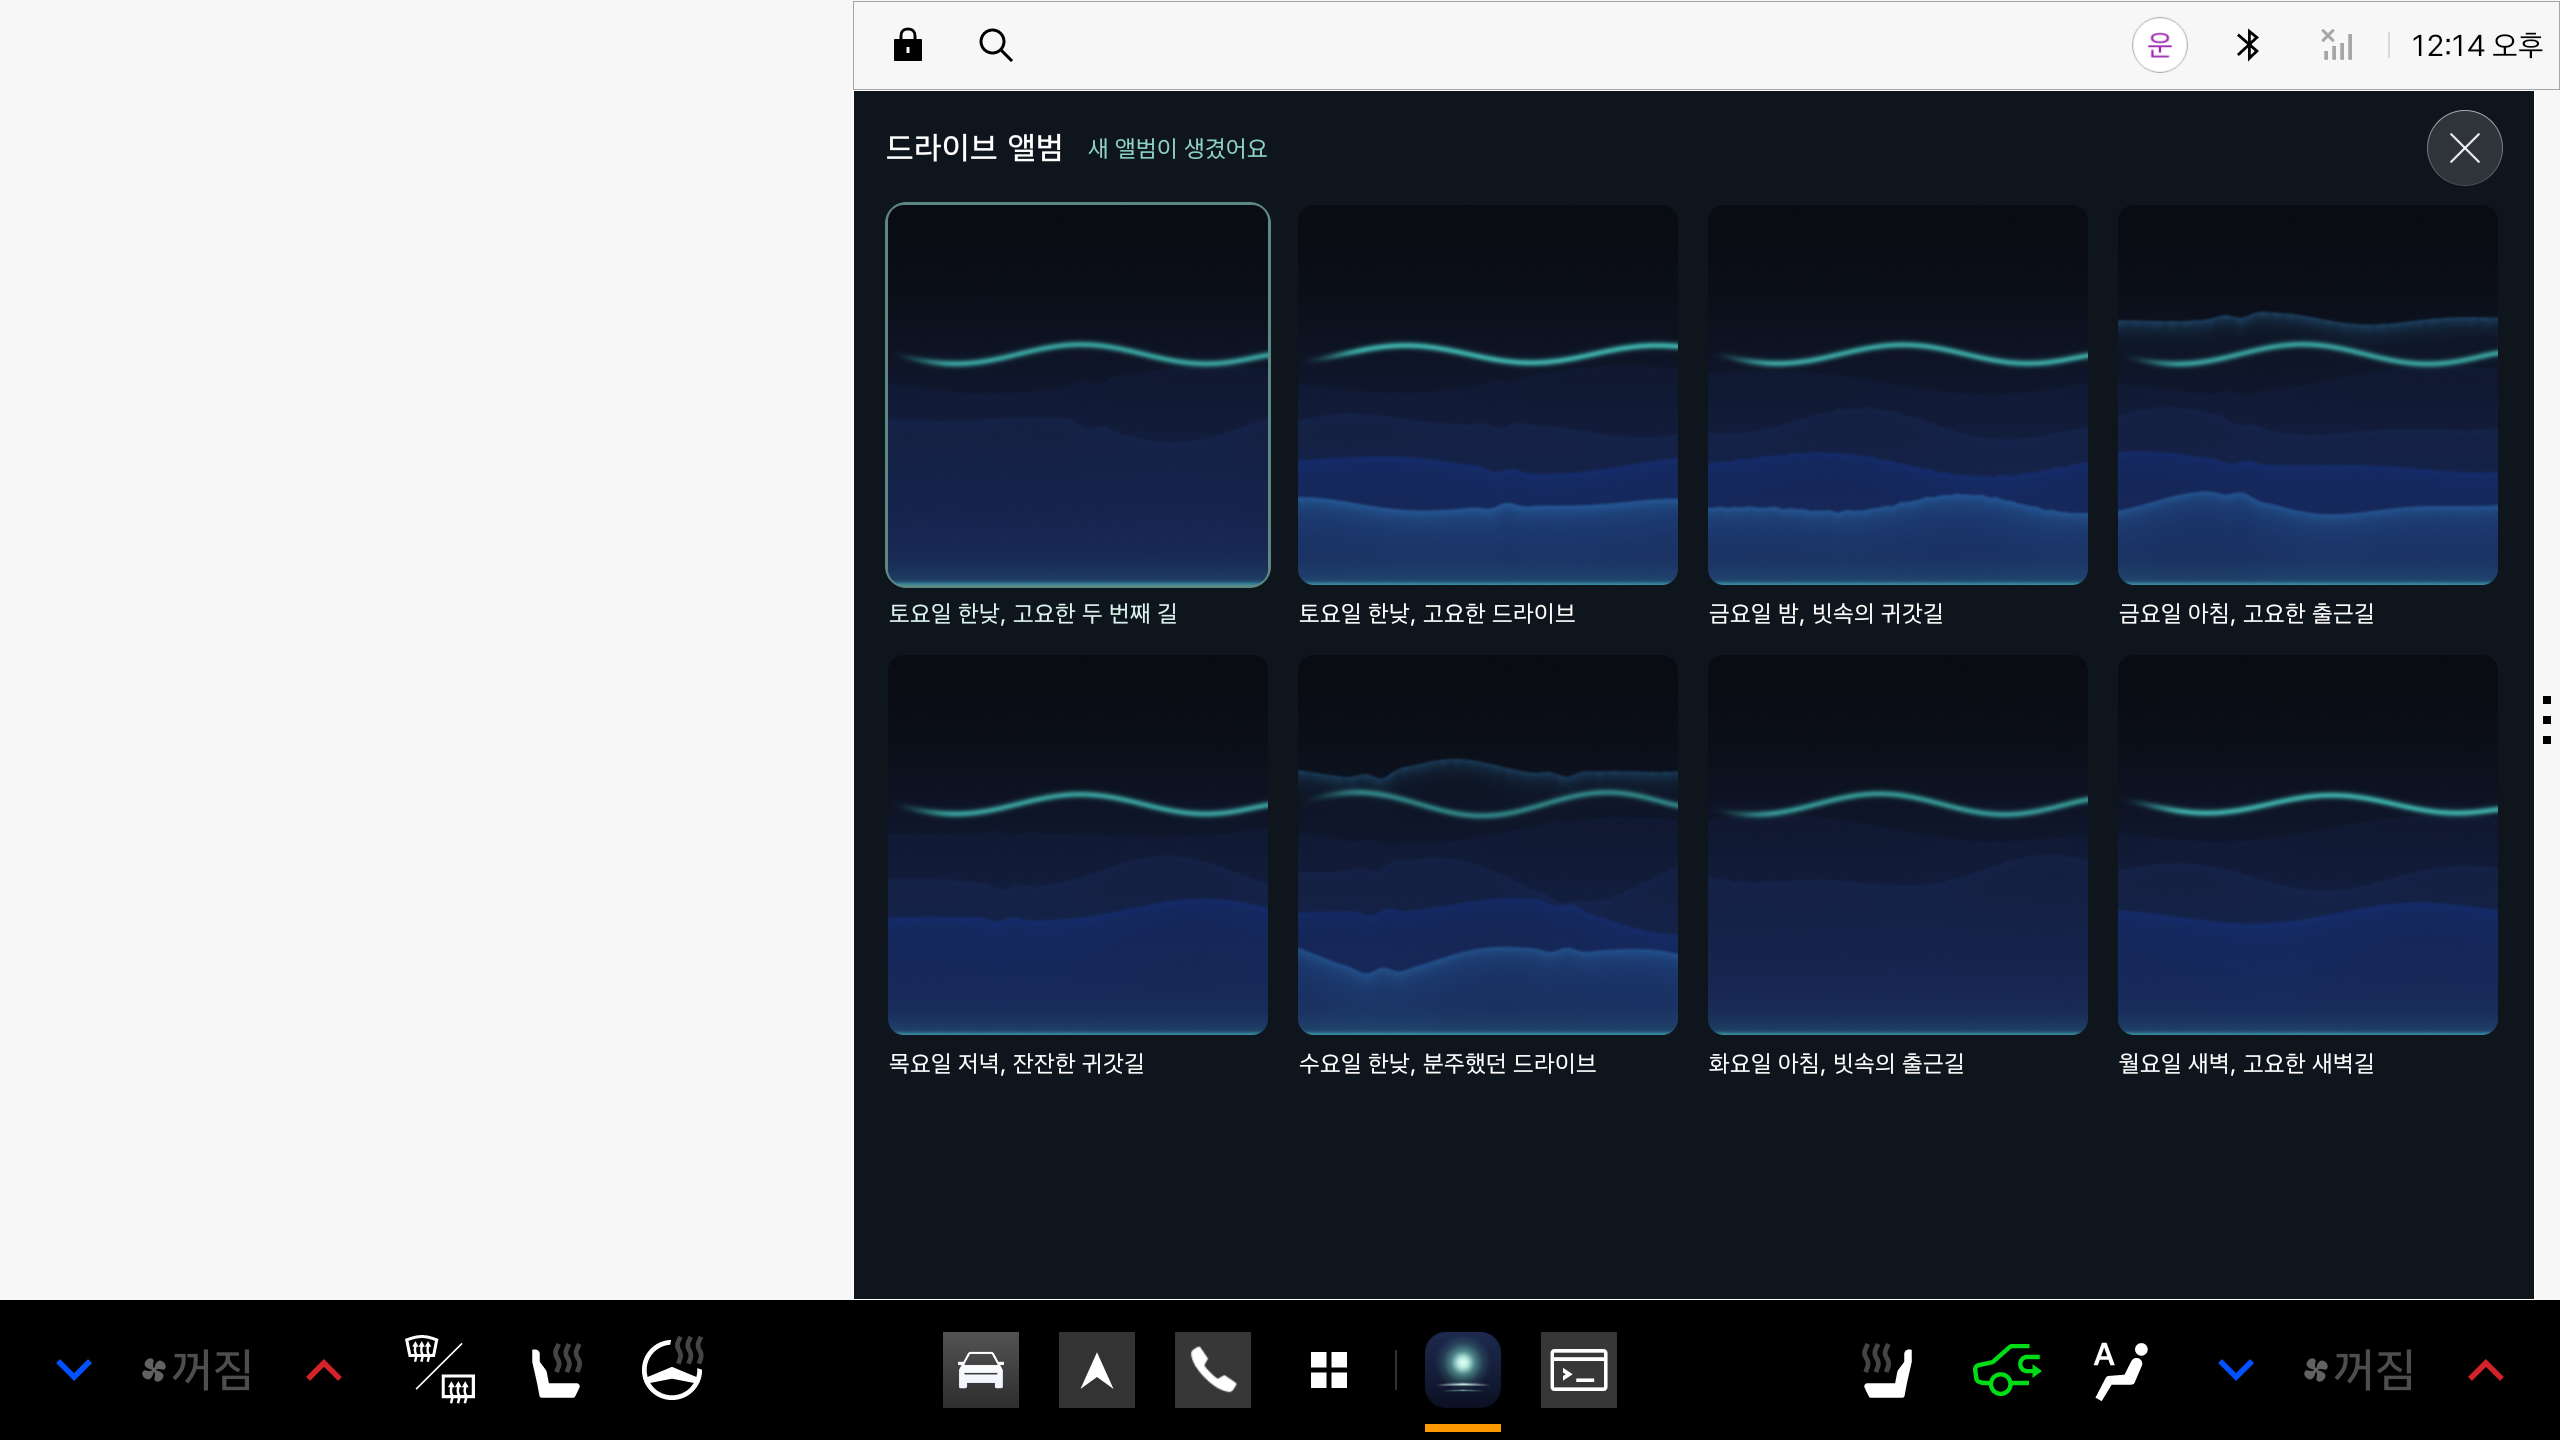 운
12:14 오후
드라이브 앨범 새 앨범이 생겼어요
토요일 한낮, 고요한 두 번째 길
토요일 한낮, 고요한 드라이브
금요일 밤, 빗속의 귀갓길
금요일 아침, 고요한 출근길
목요일 저녁, 잔잔한 귀갓길
수요일 한낮, 분주했던 드라이브
화요일 아침, 빗속의 출근길
월요일 새벽, 고요한 새벽길
꺼짐
A
꺼짐